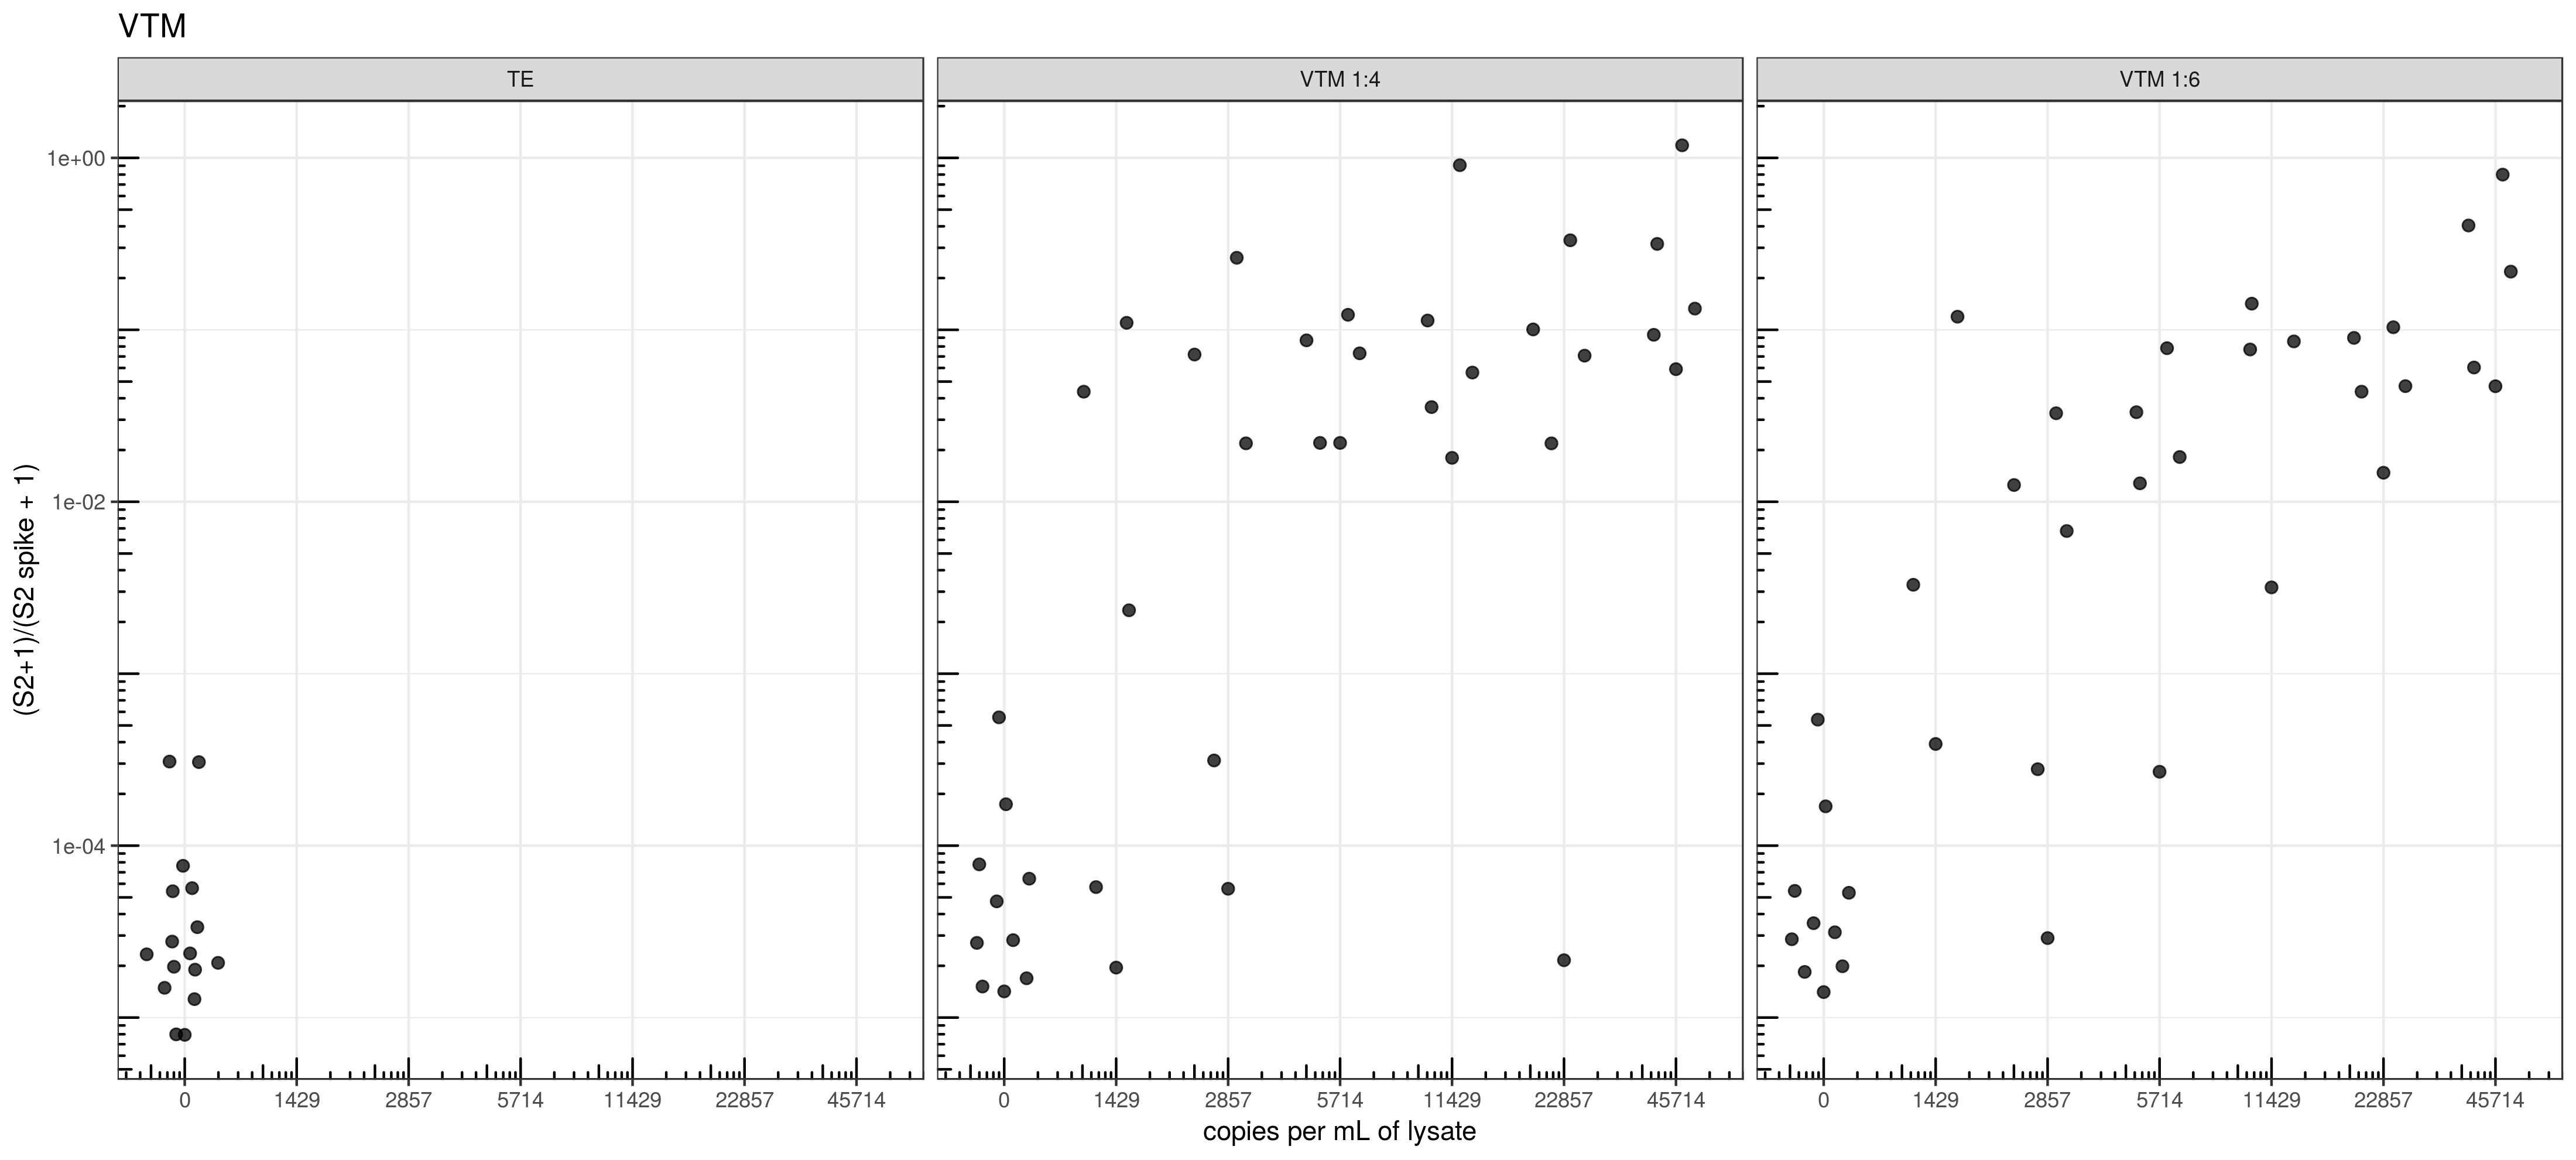 VTM
TE
VTM 1:4
VTM 1:6
(S2+1)/(S2 spike + 1)
1e+00
1e-02
1e-04
0 1429 2857 5714 11429 22857 45714
0 1429 2857 5714 11429 22857 45714
0 1429 2857 5714 11429 22857 45714
copies per mL of lysate